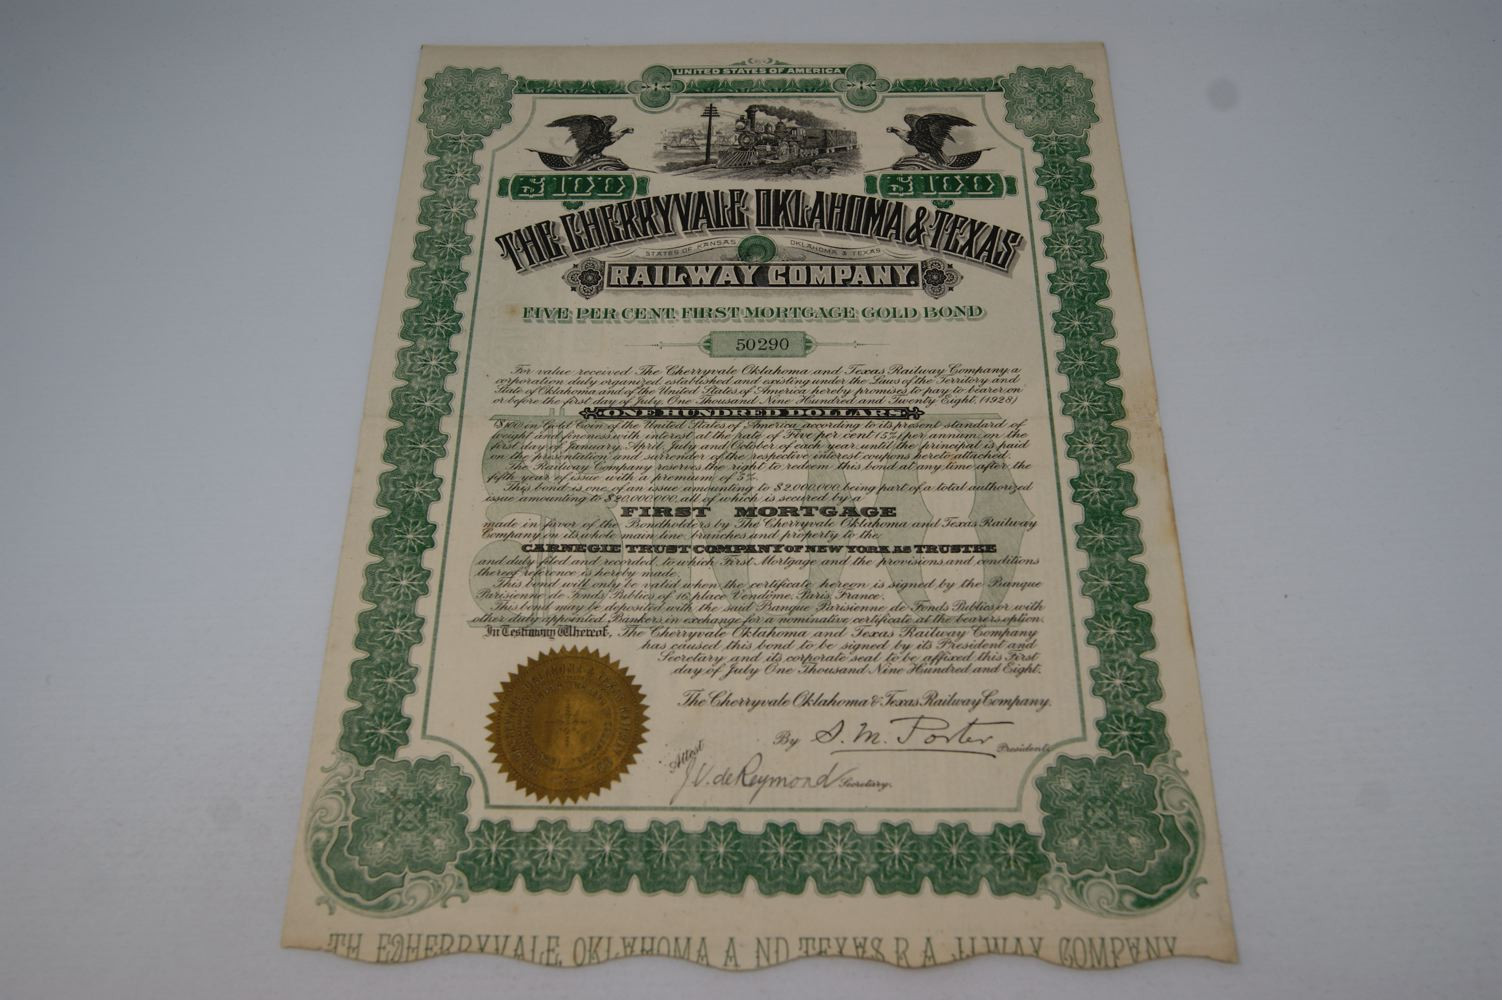 UNITED STATES OF AMERICA
$100 $100
THE CHERRYVALE OKLAHOMA & TEXAS
STATES OF KANSAS OKLAHOMA & TEXAS
RAILWAY COMPANY.
FIVE PER CENT FIRST MORTGAGE GOLD BOND
50290
For value received The Cherryvale Oklahoma and Texas Railway Company a
corporation duly organized established and existing under the Laws of the Territory and
State of Oklahoma and of the United States of America hereby promises to pay to bearer on
or before the first day of July, One Thousand Nine Hundred and Twenty Eight, (1928)
ONE HUNDRED DOLLARS
$100 in Gold Coin of the United States of America according to its present standard of
weight and fineness with interest at the rate of Five per cent (5%) per annum, on the
first day of January, April, July and October of each year until the principal is paid
on the presentation and surrender of the respective interest coupons hereto attached.
The Railway Company reserves the right to redeem this bond at any time after the
fifth year of issue with a premium of 5%.
This bond is one of an issue amounting to $2,000,000, being part of a total authorized
issue amounting to $20,000,000, all of which is secured by a
FIRST MORTGAGE
made in favor of the Bondholders by The Cherryvale Oklahoma and Texas Railway
Company on its whole main line, branches and property to the
CARNEGIE TRUST COMPANY OF NEW YORK AS TRUSTEE
and duly filed and recorded to which First Mortgage and the provisions and conditions
thereof reference is hereby made.
This bond will only be valid when the certificate hereon is signed by the Banque
Parisienne de Fonds Publics of 16, place Vendôme, Paris, France.
This bond may be deposited with the said Banque Parisienne de Fonds Publics or with
other duly appointed Bankers in exchange for a nominative certificate at the bearers option.
In Testimony Whereof, The Cherryvale Oklahoma and Texas Railway Company
has caused this bond to be signed by its President and
Secretary and its corporate seal to be affixed this First
day of July One Thousand Nine Hundred and Eight.
The Cherryvale Oklahoma & Texas Railway Company.
By S. M. Porter President
Attest J. V. de Reymond Secretary.